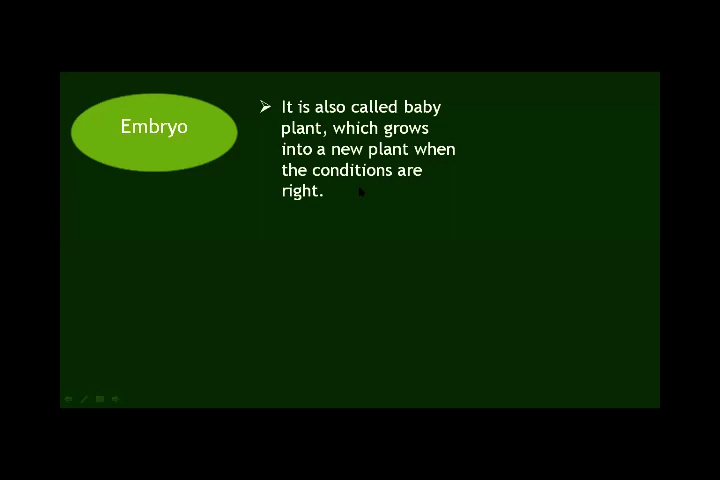 Embryo
It is also called baby
plant, which grows
into a new plant when
the conditions are
right.